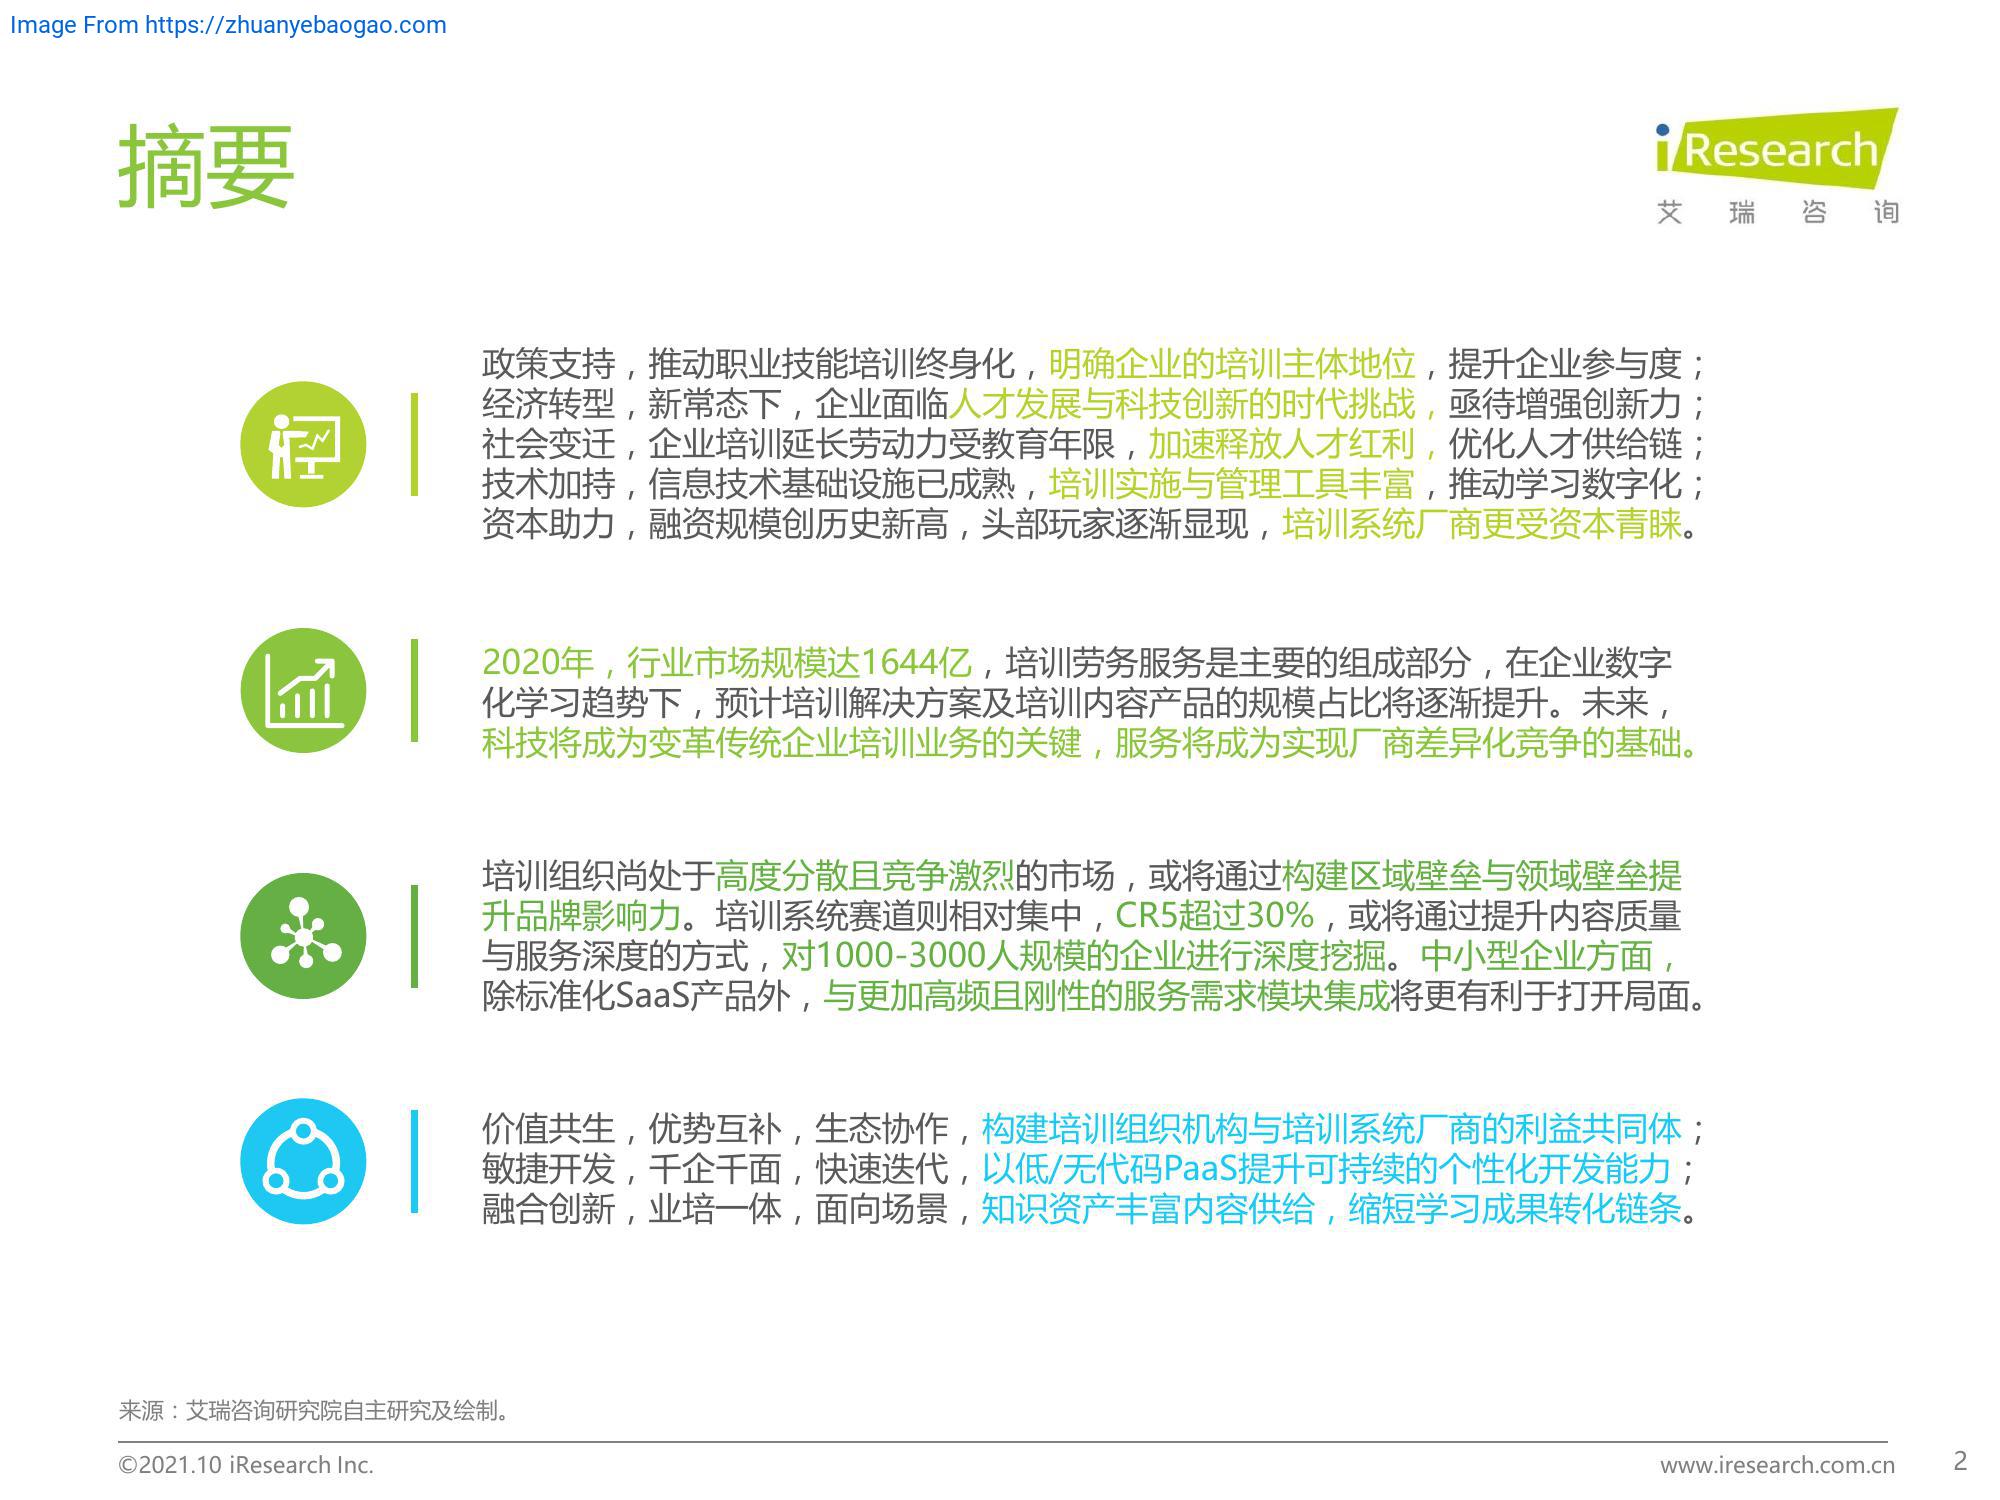 Image From https://zhuanyebaogao.com
摘要
iResearch
艾瑞咨询
政策支持，推动职业技能培训终身化，明确企业的培训主体地位，提升企业参与度；
经济转型，新常态下，企业面临人才发展与科技创新的时代挑战，亟待增强创新力；
社会变迁，企业培训延长劳动力受教育年限，加速释放人才红利，优化人才供给链；
技术加持，信息技术基础设施已成熟，培训实施与管理工具丰富，推动学习数字化；
资本助力，融资规模创历史新高，头部玩家逐渐显现，培训系统厂商更受资本青睐。
2020年，行业市场规模达1644亿，培训劳务服务是主要的组成部分，在企业数字
化学习趋势下，预计培训解决方案及培训内容产品的规模占比将逐渐提升。未来，
科技将成为变革传统企业培训业务的关键，服务将成为实现厂商差异化竞争的基础。
培训组织尚处于高度分散且竞争激烈的市场，或将通过构建区域壁垒与领域壁垒提
升品牌影响力。培训系统赛道则相对集中，CR5超过30%，或将通过提升内容质量
与服务深度的方式，对1000-3000人规模的企业进行深度挖掘。中小型企业方面，
除标准化SaaS产品外，与更加高频且刚性的服务需求模块集成将更有利于打开局面。
价值共生，优势互补，生态协作，构建培训组织机构与培训系统厂商的利益共同体；
敏捷开发，千企千面，快速迭代，以低/无代码PaaS提升可持续的个性化开发能力；
融合创新，业培一体，面向场景，知识资产丰富内容供给，缩短学习成果转化链条。
来源：艾瑞咨询研究院自主研究及绘制。
©2021.10 iResearch Inc.
www.iresearch.com.cn
2